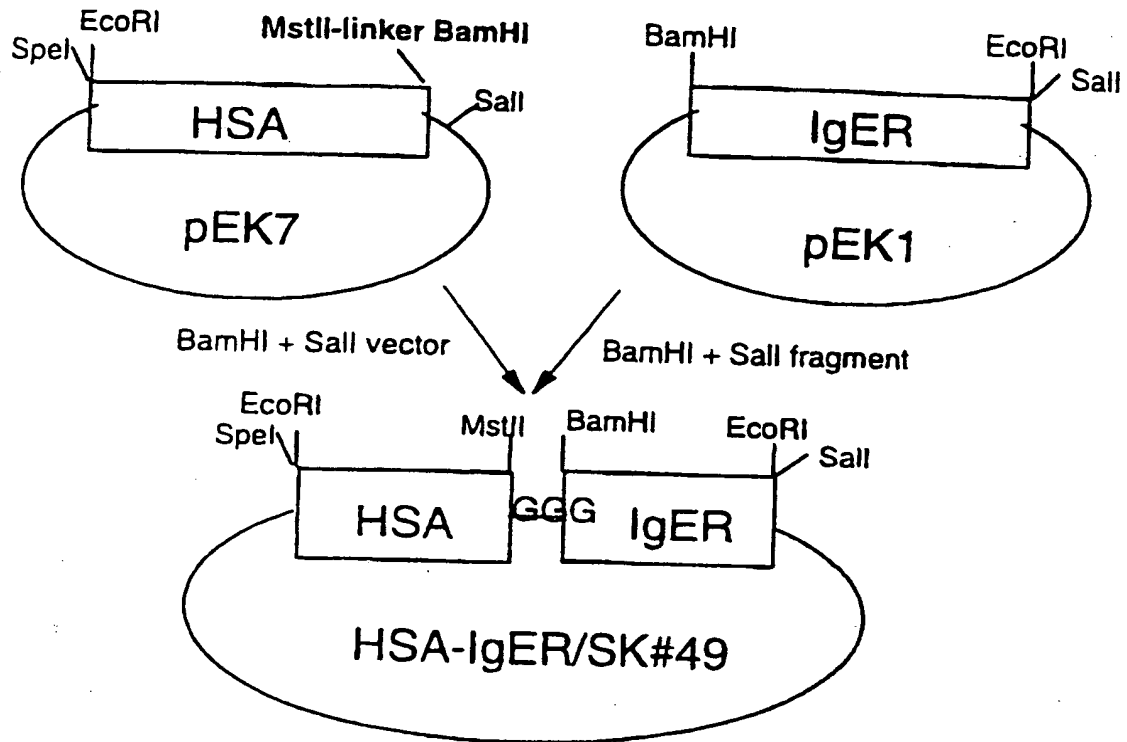 EcoRI
SpeI
MstII-linker BamHI
SalI
HSA
pEK7
BamHI
EcoRI
SalI
IgER
pEK1
BamHI + SalI vector
BamHI + SalI fragment
EcoRI
SpeI
MstII
BamHI
EcoRI
SalI
HSA
GGG
IgER
HSA-IgER/SK#49